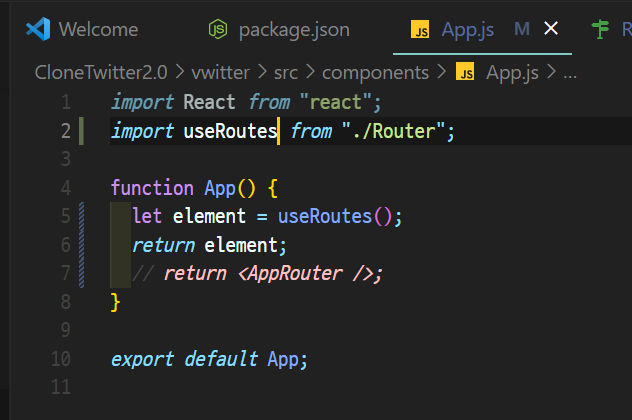 Welcome package.json JS App.js M R
CloneTwitter2.0 > vwitter > src > components > JS App.js > ...
1 import React from "react";
2 import useRoutes from "./Router";
3
4 function App() {
5 let element = useRoutes();
6 return element;
7 // return <AppRouter />;
8 }
9
10 export default App;
11